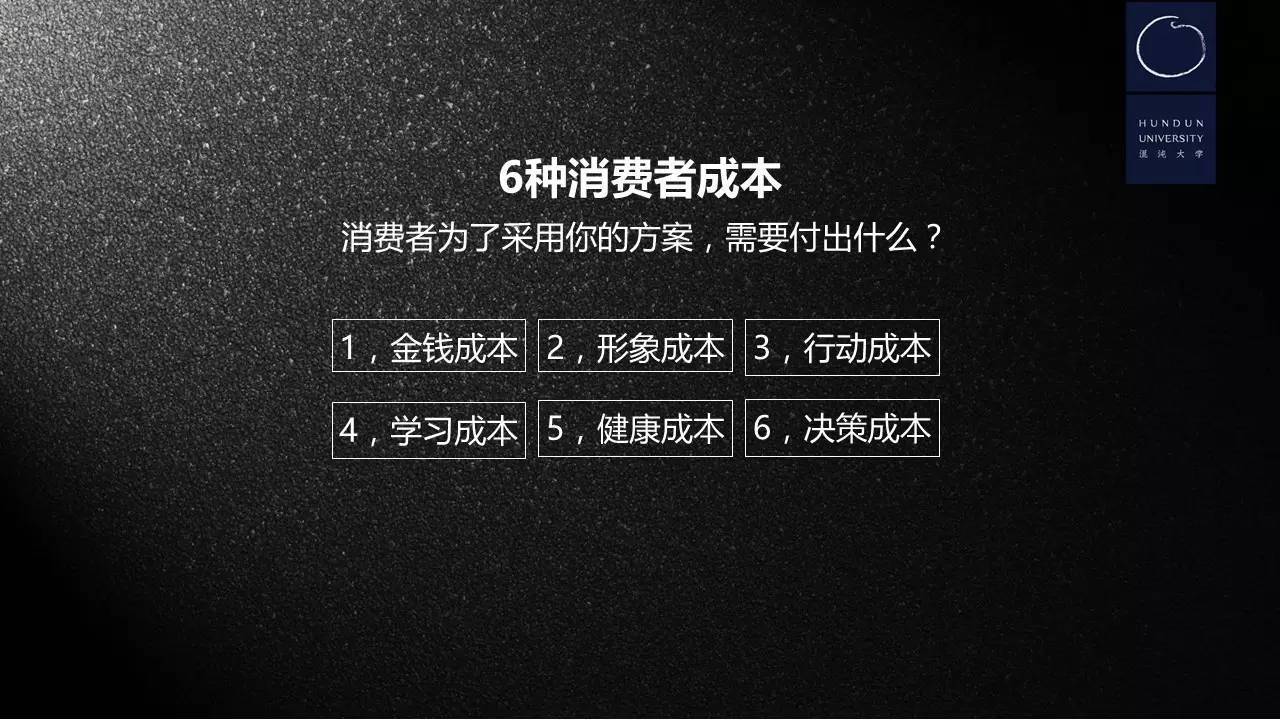 HUNDUN
UNIVERSITY
混沌大学
6种消费者成本
消费者为了采用你的方案，需要付出什么？
1，金钱成本 2，形象成本 3，行动成本
4，学习成本 5，健康成本 6，决策成本